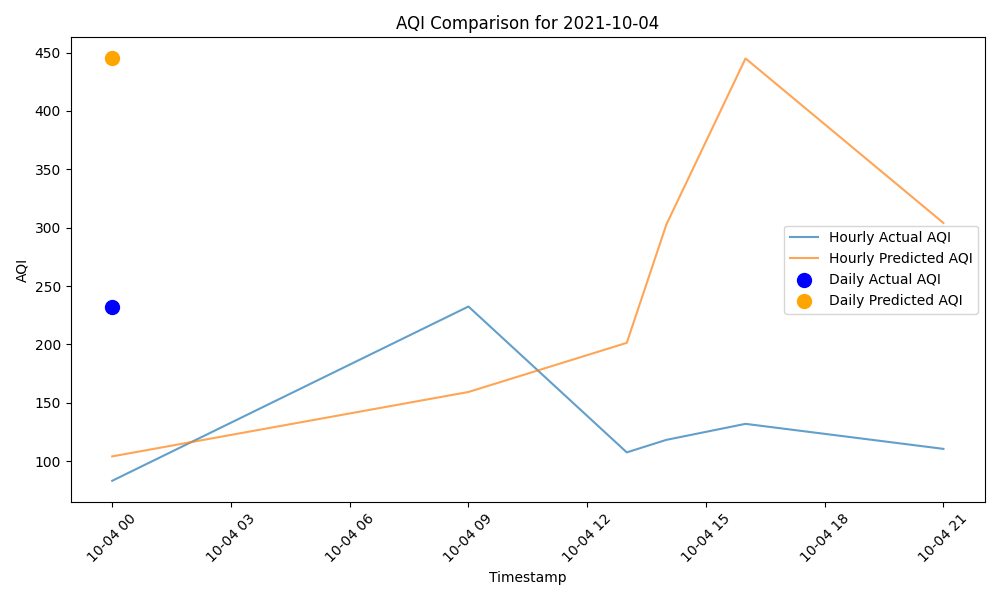 AQI Comparison for 2021-10-04
AQI
450
400
350
300
250
200
150
100
Hourly Actual AQI
Hourly Predicted AQI
Daily Actual AQI
Daily Predicted AQI
10-04 00
10-04 03
10-04 06
10-04 09
10-04 12
10-04 15
10-04 18
10-04 21
Timestamp